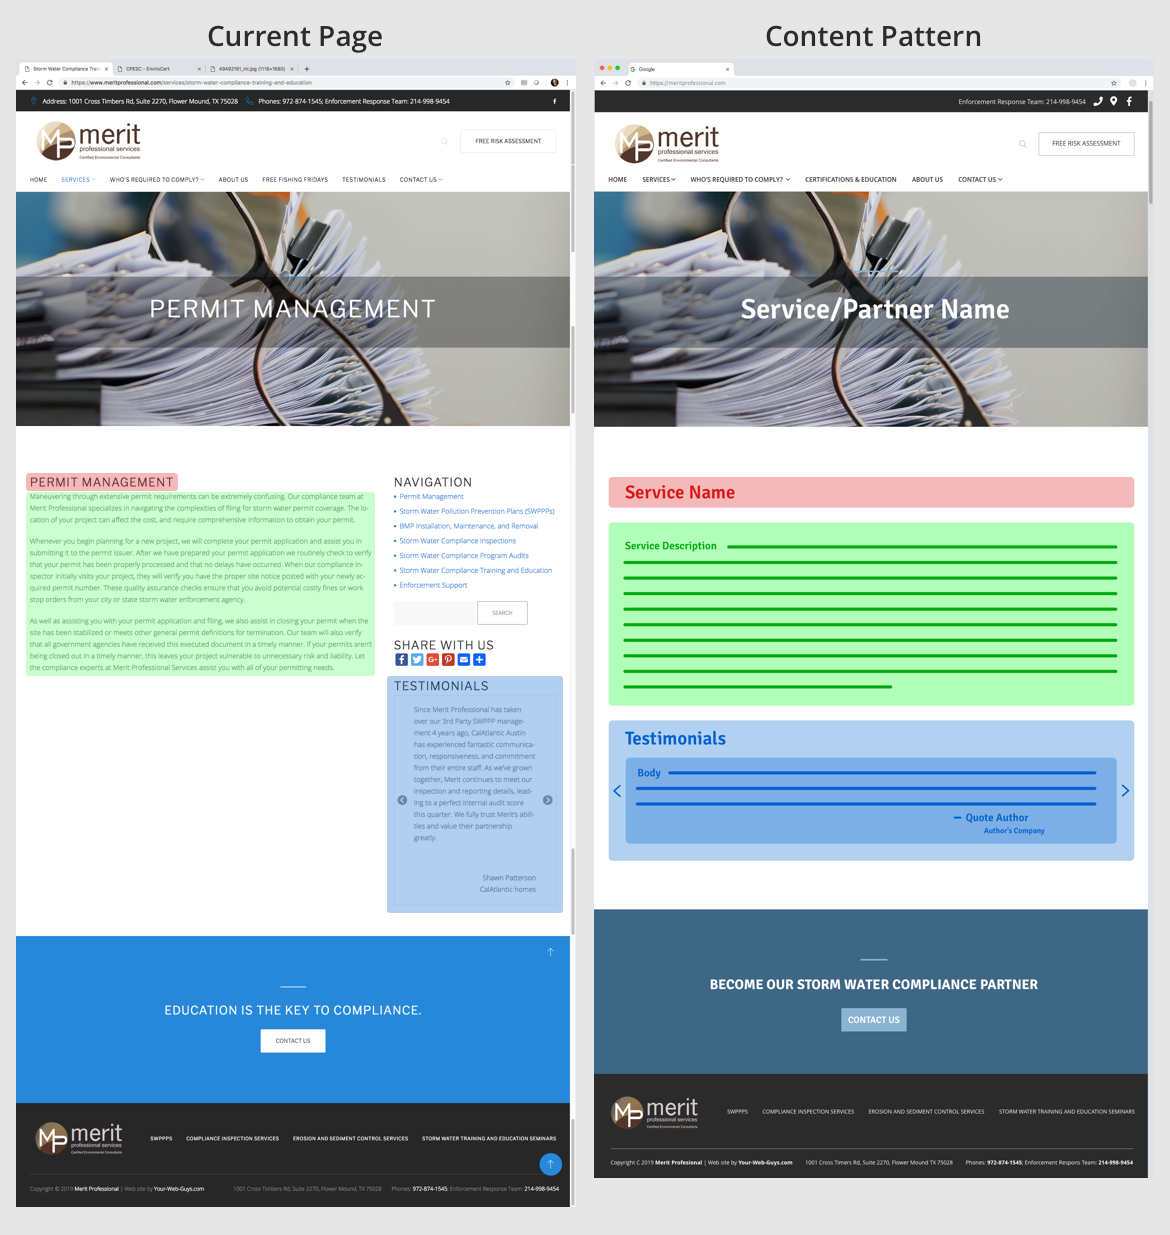 Current Page
Storm Water Compliance Train
CPESC - EnviroCert
49492161_ml.jpg (1118×1680)
https://www.meritprofessional.com/services/storm-water-compliance-training-and-education
Address: 1001 Cross Timbers Rd, Suite 2270, Flower Mound, TX 75028
Phones: 972-874-1545; Enforcement Response Team: 214-998-9454
MP merit
professional services
Certified Environmental Consultants
FREE RISK ASSESSMENT
HOME SERVICES WHO'S REQUIRED TO COMPLY? ABOUT US FREE FISHING FRIDAYS TESTIMONIALS CONTACT US
PERMIT MANAGEMENT
PERMIT MANAGEMENT
Maneuvering through extensive permit requirements can be extremely confusing. Our compliance team at
Merit Professional specializes in navigating the complexities of filing for storm water permit coverage. The lo-
cation of your project can affect the cost, and require comprehensive information to obtain your permit.
Whenever you begin planning for a new project, we will complete your permit application and assist you in
submitting it to the permit issuer. After we have prepared your permit application we routinely check to verify
that your permit has been properly processed and that no delays have occurred. When our compliance in-
spector initially visits your project, they will verify you have the proper site notice posted with your newly ac-
quired permit number. These quality assurance checks ensure that you avoid potential costly fines or work
stop orders from your city or state storm water enforcement agency.
As well as assisting you with your permit application and filing, we also assist in closing your permit when the
site has been stabilized or meets other general permit definitions for termination. Our team will also verify
that all government agencies have received this executed document in a timely manner. If your permits aren't
being closed out in a timely manner, this leaves your project vulnerable to unnecessary risk and liability. Let
the compliance experts at Merit Professional Services assist you with all of your permitting needs.
NAVIGATION
• Permit Management
• Storm Water Pollution Prevention Plans (SWPPPs)
• BMP Installation, Maintenance, and Removal
• Storm Water Compliance Inspections
• Storm Water Compliance Program Audits
• Storm Water Compliance Training and Education
• Enforcement Support
SEARCH
SHARE WITH US
TESTIMONIALS
Since Merit Professional has taken
over our 3rd Party SWPPP manage-
ment 4 years ago, CalAtlantic Austin
has experienced fantastic communica-
tion, responsiveness, and commitment
from their entire staff. As we've grown
together, Merit continues to meet our
inspection and reporting details, lead-
ing to a perfect internal audit score
this quarter. We fully trust Merit's abili-
ties and value their partnership
greatly.
Shawn Patterson
CalAtlantic homes
EDUCATION IS THE KEY TO COMPLIANCE.
CONTACT US
MP merit
professional services
Certified Environmental Consultants
SWPPPS COMPLIANCE INSPECTION SERVICES EROSION AND SEDIMENT CONTROL SERVICES STORM WATER TRAINING AND EDUCATION SEMINARS
Copyright © 2019 Merit Professional | Web site by Your-Web-Guys.com 1001 Cross Timbers Rd, Suite 2270, Flower Mound, TX 75028 Phones: 972-874-1545; Enforcement Response Team: 214-998-9454
Content Pattern
Google
https://meritprofessional.com
Enforcement Response Team: 214-998-9454
MP merit
professional services
Certified Environmental Consultants
FREE RISK ASSESSMENT
HOME SERVICES WHO'S REQUIRED TO COMPLY? CERTIFICATIONS & EDUCATION ABOUT US CONTACT US
Service/Partner Name
Service Name
Service Description
Testimonials
Body
— Quote Author
Author's Company
BECOME OUR STORM WATER COMPLIANCE PARTNER
CONTACT US
MP merit
professional services
Certified Environmental Consultants
SWPPPS COMPLIANCE INSPECTION SERVICES EROSION AND SEDIMENT CONTROL SERVICES STORM WATER TRAINING AND EDUCATION SEMINARS
Copyright C 2019 Merit Profesional | Web site by Your-Web-Guys.com 1001 Cross Timers Rd, Suite 2270, Flower Mound TX 75028 Phones: 972-874-1545; Enforcement Respons Team: 214-998-9454